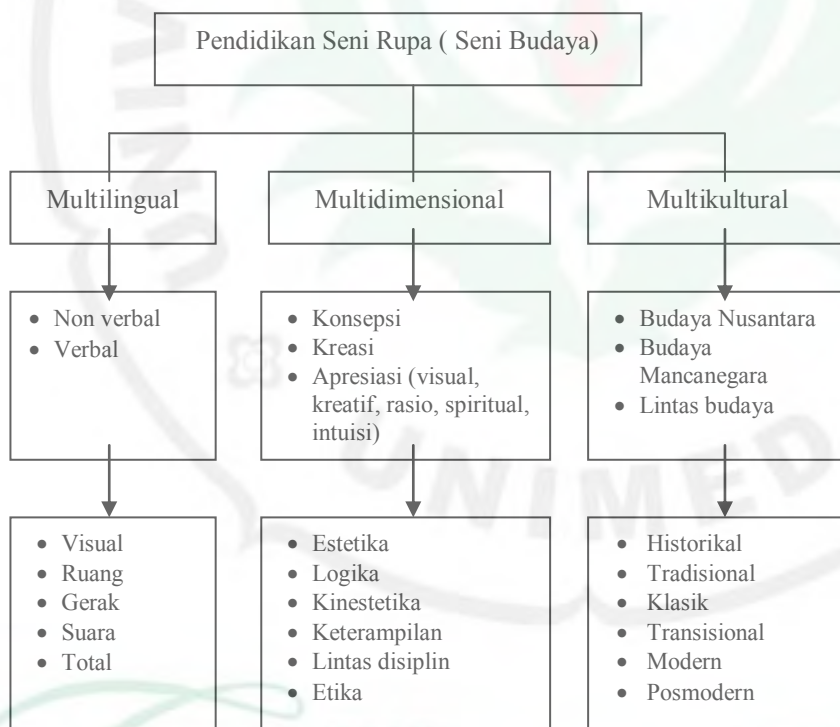 Pendidikan Seni Rupa ( Seni Budaya)
Multilingual
Multidimensional
Multikultural
• Non verbal
• Verbal
• Konsepsi
• Kreasi
• Apresiasi (visual,
kreatif, rasio, spiritual,
intuisi)
• Budaya Nusantara
• Budaya
Mancanegara
• Lintas budaya
• Visual
• Ruang
• Gerak
• Suara
• Total
• Estetika
• Logika
• Kinestetika
• Keterampilan
• Lintas disiplin
• Etika
• Historikal
• Tradisional
• Klasik
• Transisional
• Modern
• Posmodern
UNIMED